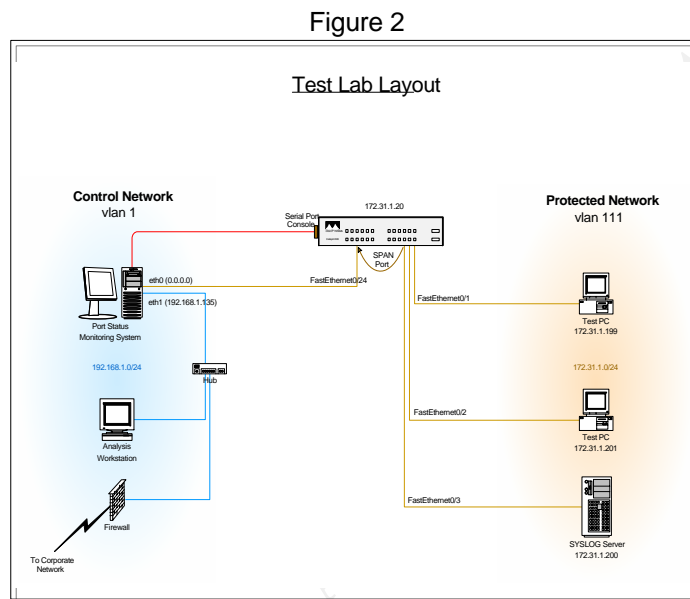 Figure 2
Test Lab Layout
Control Network
vlan 1
172.31.1.20
Protected Network
vlan 111
Serial Port
Console
SPAN
Port
eth0 (0.0.0.0)
FastEthernet0/24
eth1 (192.168.1.135)
Port Status
Monitoring System
FastEthernet0/1
Test PC
172.31.1.199
192.168.1.0/24
Hub
172.31.1.0/24
Analysis
Workstation
FastEthernet0/2
Test PC
172.31.1.201
Firewall
FastEthernet0/3
SYSLOG Server
172.31.1.200
To Corporate
Network